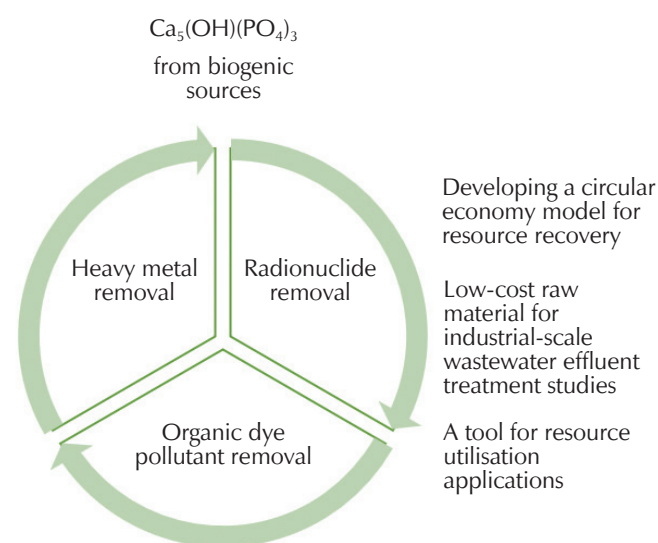 Ca₅(OH)(PO₄)₃
from biogenic
sources
Heavy metal
removal
Radionuclide
removal
Organic dye
pollutant removal
Developing a circular
economy model for
resource recovery
Low-cost raw
material for
industrial-scale
wastewater effluent
treatment studies
A tool for resource
utilisation
applications